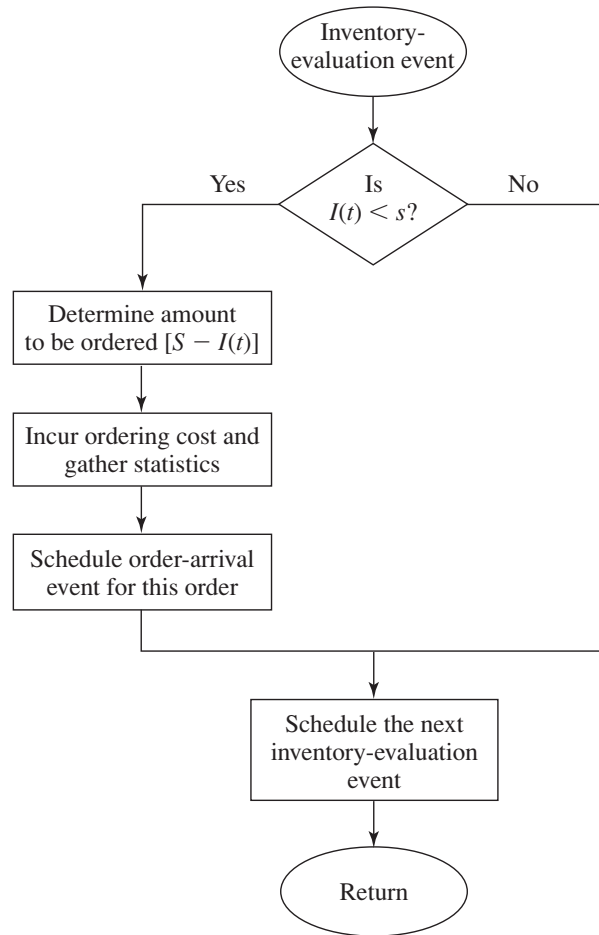 Inventory-
evaluation event
Is
I(t) < s?
Yes
No
Determine amount
to be ordered [S − I(t)]
Incur ordering cost and
gather statistics
Schedule order-arrival
event for this order
Schedule the next
inventory-evaluation
event
Return